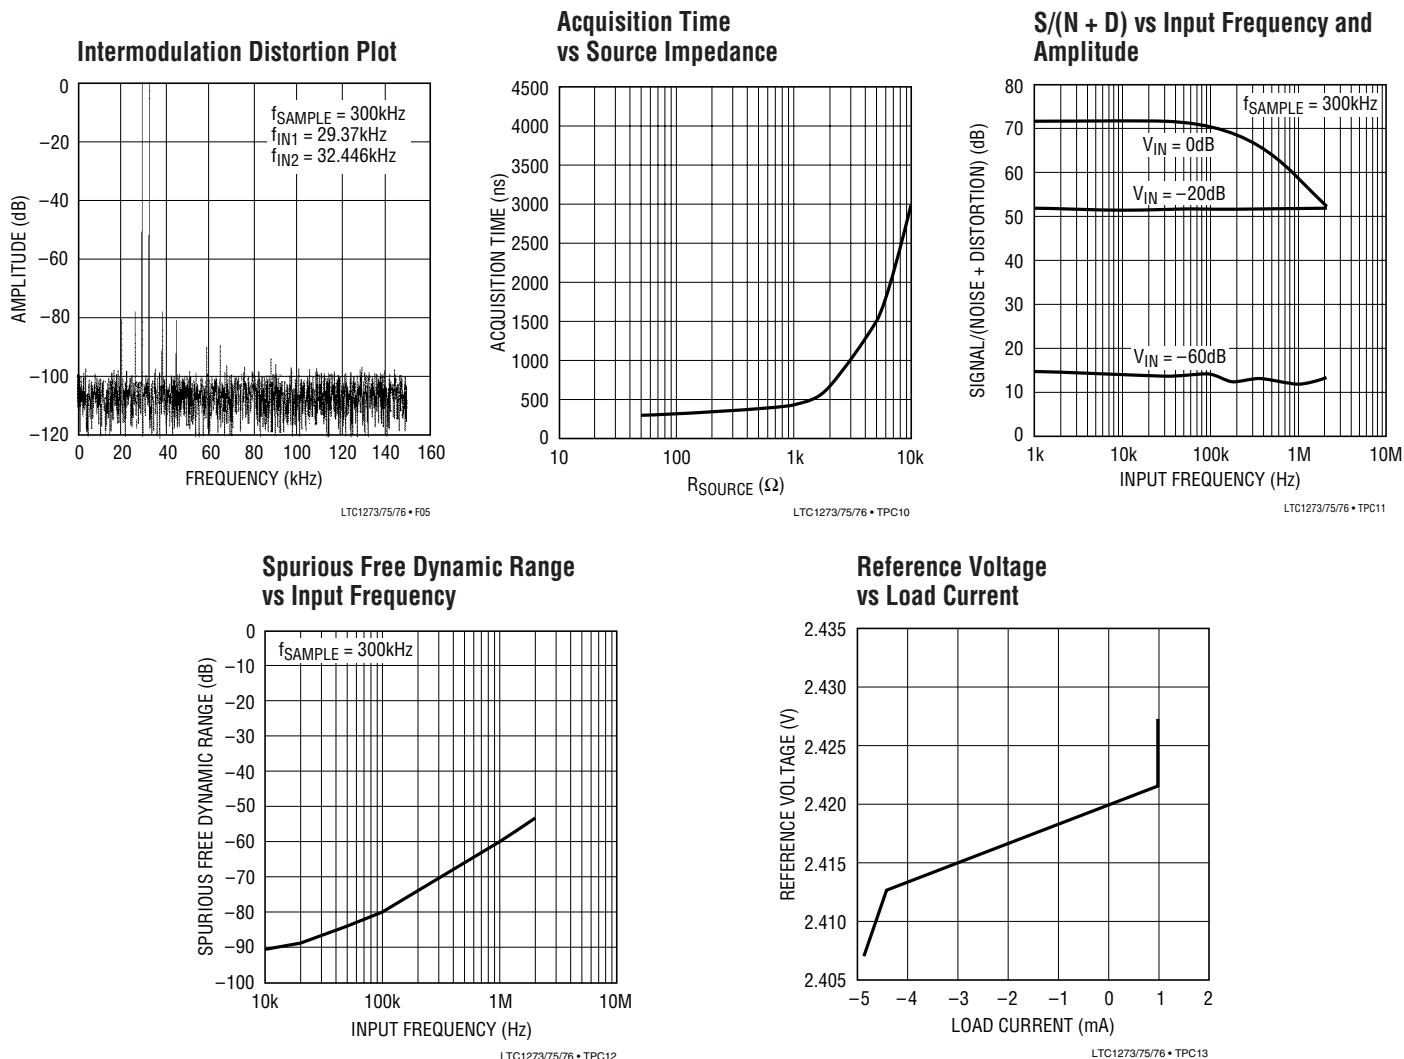 Intermodulation Distortion Plot
0
−20
−40
−60
−80
−100
−120
AMPLITUDE (dB)
fSAMPLE = 300kHz
fIN1 = 29.37kHz
fIN2 = 32.446kHz
0 20 40 60 80 100 120 140 160
FREQUENCY (kHz)
LTC1273/75/76 • F05
Acquisition Time
vs Source Impedance
4500
4000
3500
3000
2500
2000
1500
1000
500
0
ACQUISITION TIME (ns)
10 100 1k 10k
RSOURCE (Ω)
LTC1273/75/76 • TPC10
S/(N + D) vs Input Frequency and
Amplitude
80
70
60
50
40
30
20
10
0
SIGNAL/(NOISE + DISTORTION) (dB)
fSAMPLE = 300kHz
VIN = 0dB
VIN = −20dB
VIN = −60dB
1k 10k 100k 1M 10M
INPUT FREQUENCY (Hz)
LTC1273/75/76 • TPC11
Spurious Free Dynamic Range
vs Input Frequency
0
−10
−20
−30
−40
−50
−60
−70
−80
−90
−100
SPURIOUS FREE DYNAMIC RANGE (dB)
fSAMPLE = 300kHz
10k 100k 1M 10M
INPUT FREQUENCY (Hz)
LTC1273/75/76 • TPC12
Reference Voltage
vs Load Current
2.435
2.430
2.425
2.420
2.415
2.410
2.405
REFERENCE VOLTAGE (V)
−5 −4 −3 −2 −1 0 1 2
LOAD CURRENT (mA)
LTC1273/75/76 • TPC13